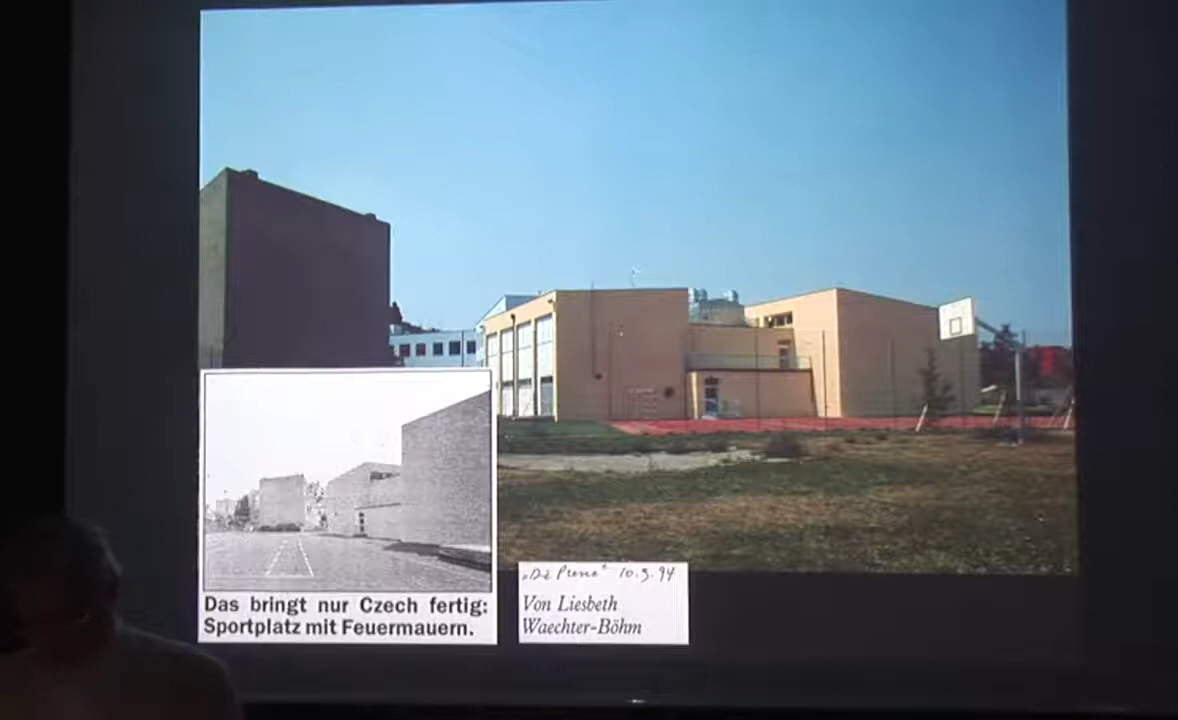 Das bringt nur Czech fertig:
Sportplatz mit Feuermauern.
„Die Presse“ 10.9.94
Von Liesbeth
Waechter-Böhm